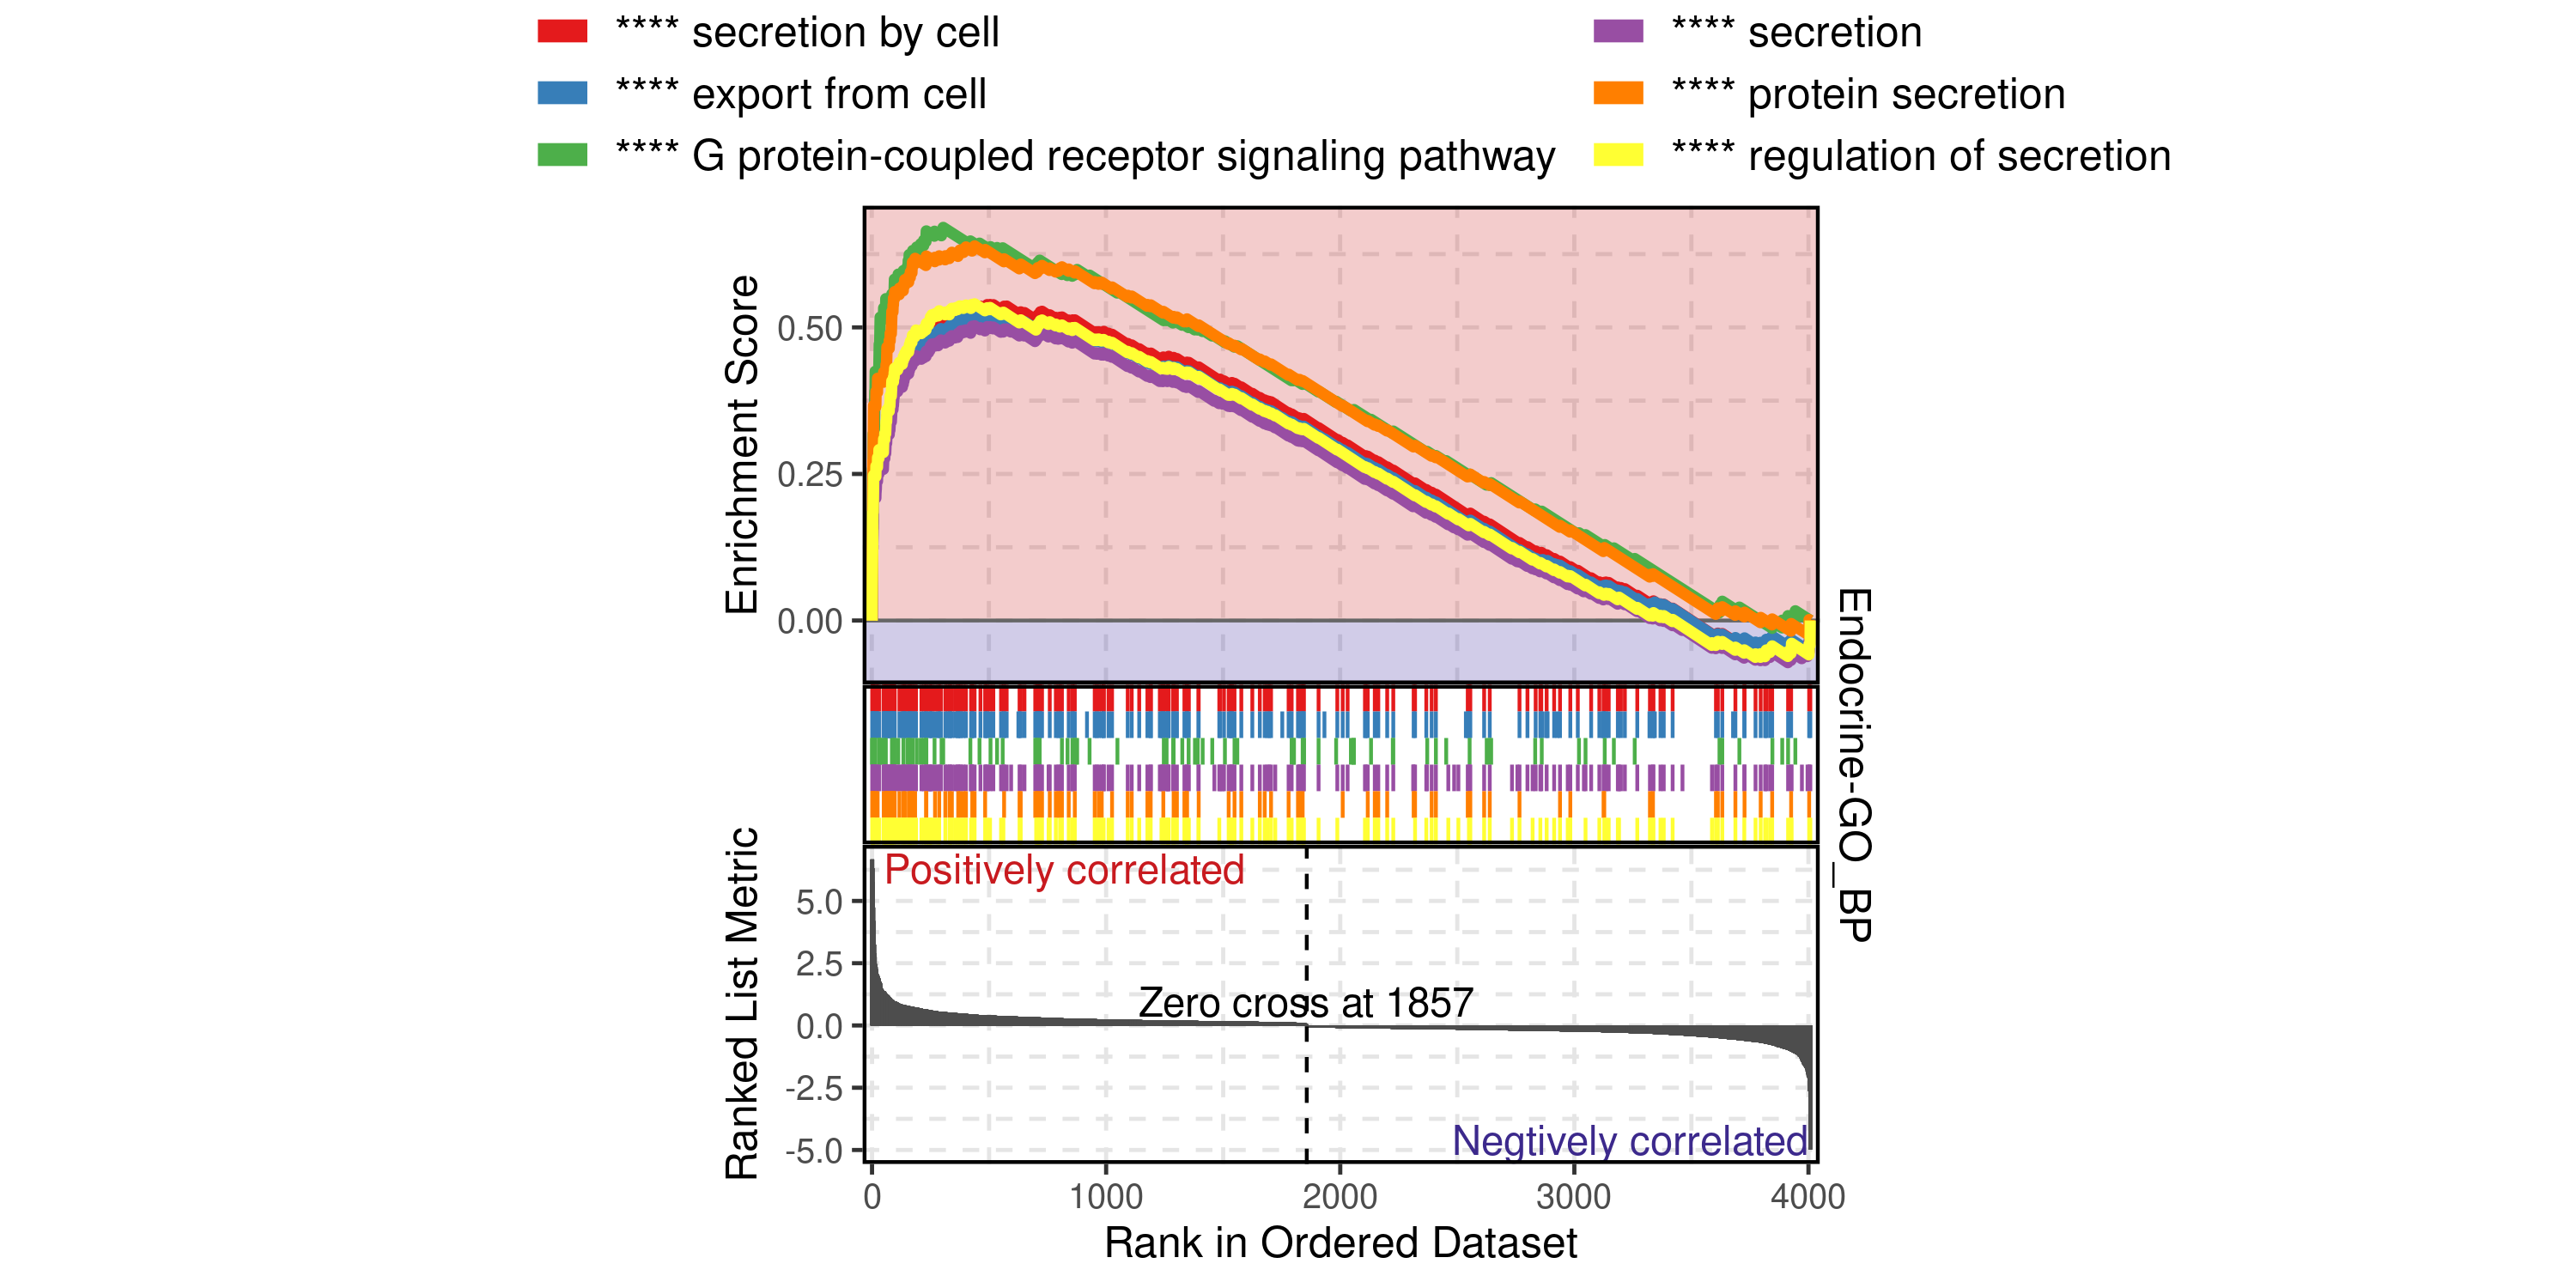 **** secretion by cell
**** secretion
**** export from cell
**** protein secretion
**** G protein-coupled receptor signaling pathway
**** regulation of secretion
Enrichment Score
0.50
0.25
0.00
Endocrine-GO_BP
Ranked List Metric
5.0
2.5
0.0
-2.5
-5.0
Positively correlated
Zero cross at 1857
Negtively correlated
0 1000 2000 3000 4000
Rank in Ordered Dataset